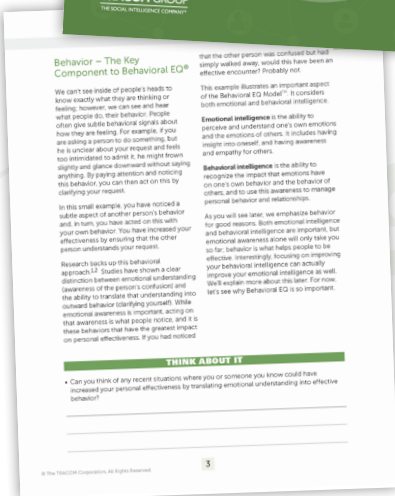 THE SOCIAL INTELLIGENCE COMPANY®
Behavior – The Key
Component to Behavioral EQ®
We can't see inside of people's heads to
know exactly what they are thinking or
feeling; however, we can see and hear
what people do, their behavior. People
often give subtle behavioral signals about
how they are feeling. For example, if you
are asking a person to do something, but
he is unclear about your request and feels
too intimidated to admit it, he might frown
slightly and glance downward without saying
anything. By paying attention and noticing
this behavior, you can then act on this by
clarifying your request.
In this small example, you have noticed a
subtle aspect of another person's behavior
and, in turn, you have acted on this with
your own behavior. You have increased your
effectiveness by ensuring that the other
person understands your request.
Research backs up this behavioral
approach.1,2 Studies have shown a clear
distinction between emotional understanding
(awareness of the person's confusion) and
the ability to translate that understanding into
outward behavior (clarifying yourself). While
emotional awareness is important, acting on
that awareness is what people notice, and it is
these behaviors that have the greatest impact
on personal effectiveness. If you had noticed
that the other person was confused but had
simply walked away, would this have been an
effective encounter? Probably not.
This example illustrates an important aspect
of the Behavioral EQ Model™. It considers
both emotional and behavioral intelligence.
Emotional intelligence is the ability to
perceive and understand one's own emotions
and the emotions of others. It includes having
insight into oneself, and having awareness
and empathy for others.
Behavioral intelligence is the ability to
recognize the impact that emotions have
on one's own behavior and the behavior of
others, and to use this awareness to manage
personal behavior and relationships.
As you will see later, we emphasize behavior
for good reasons. Both emotional intelligence
and behavioral intelligence are important, but
emotional awareness alone will only take you
so far; behavior is what helps people to be
effective. Interestingly, focusing on improving
your behavioral intelligence can actually
improve your emotional intelligence as well.
We'll explain more about this later. For now,
let's see why Behavioral EQ is so important.
THINK ABOUT IT
• Can you think of any recent situations where you or someone you know could have
increased your personal effectiveness by translating emotional understanding into effective
behavior?
© The TRACOM Corporation, All Rights Reserved.
3